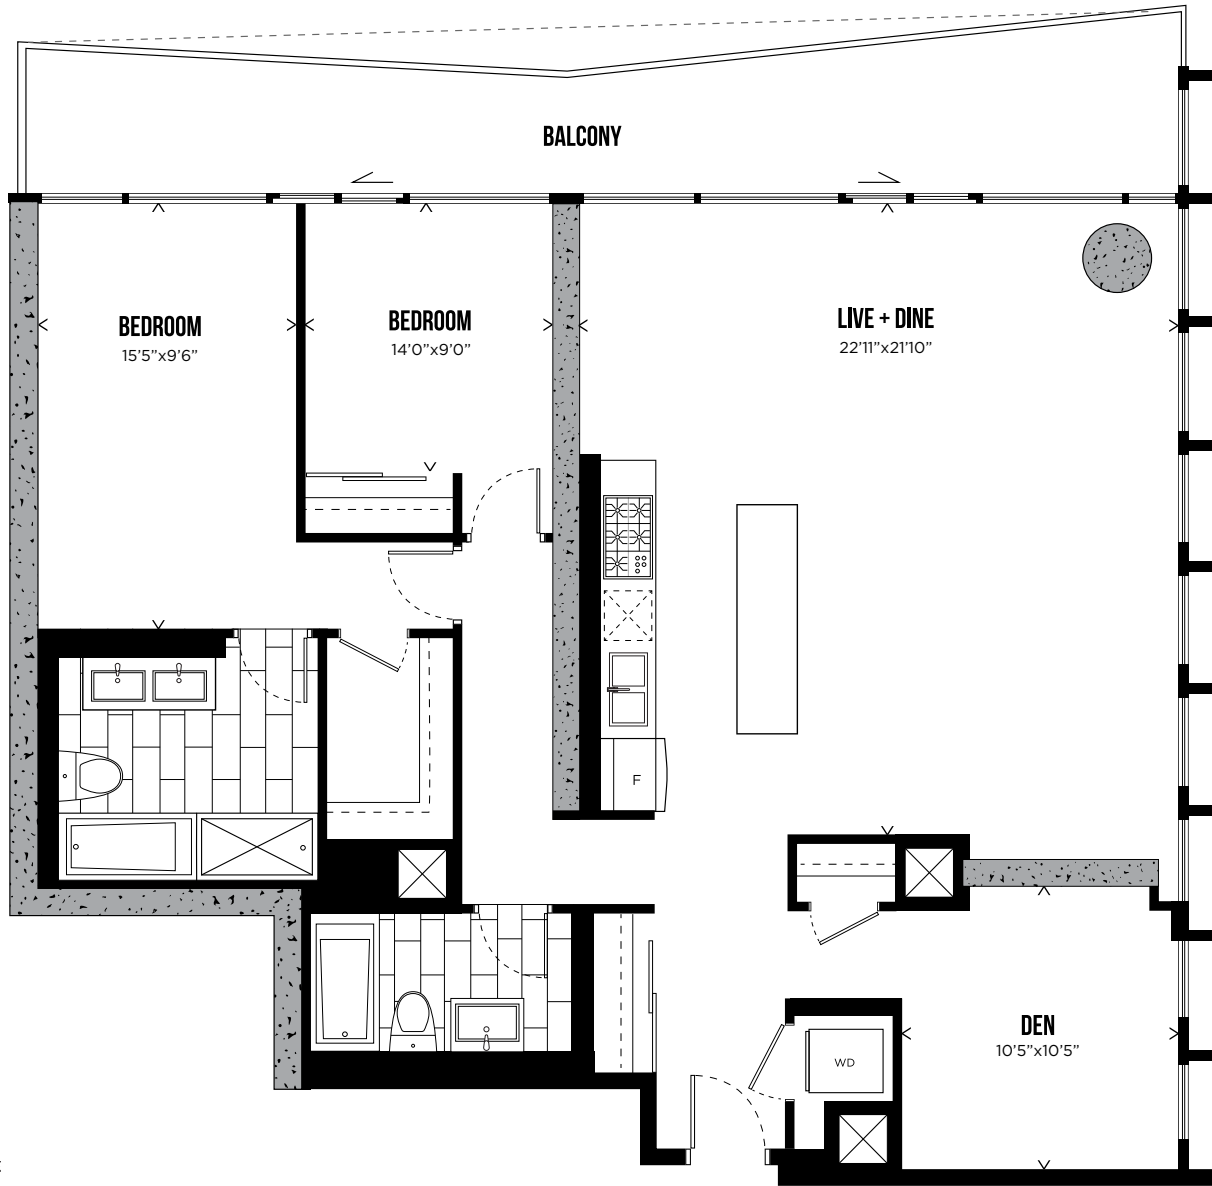 BALCONY
BEDROOM
15'5"x9'6"
BEDROOM
14'0"x9'0"
LIVE + DINE
22'11"x21'10"
F
DEN
10'5"x10'5"
WD